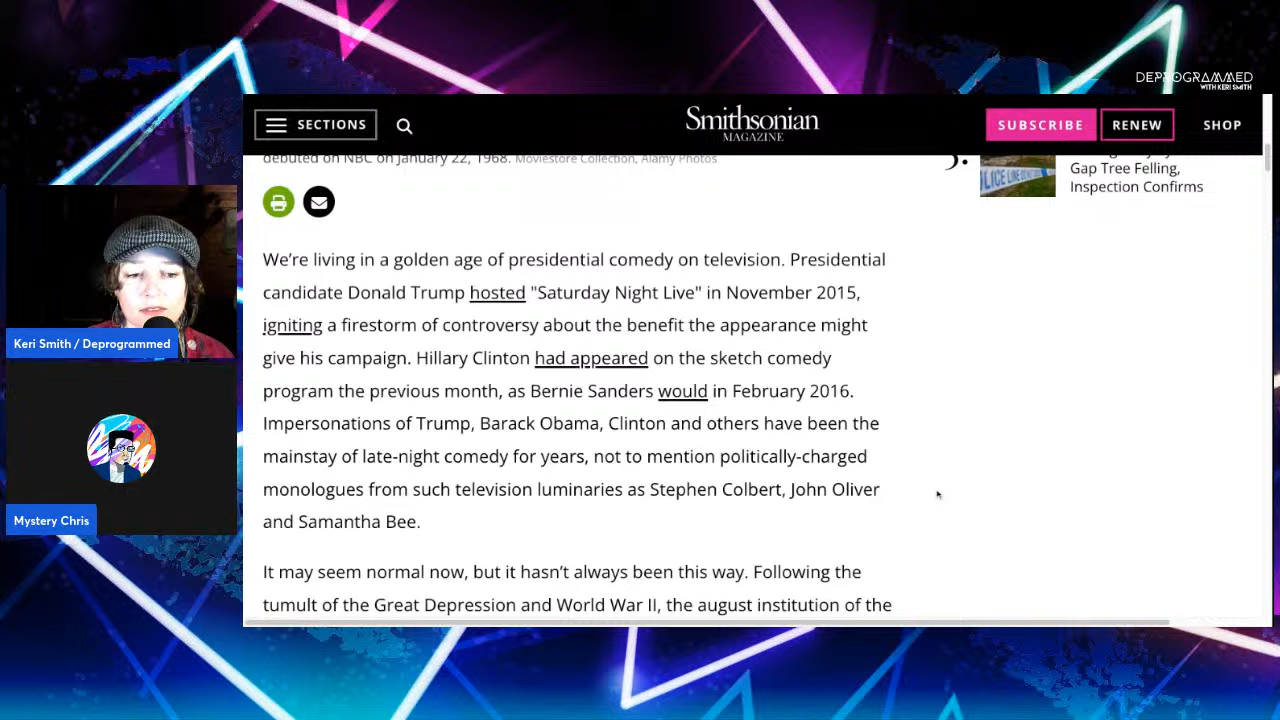 DEPROGRAMMED
WITH KERI SMITH
SECTIONS
Smithsonian
MAGAZINE
SUBSCRIBE
RENEW
SHOP
debuted on NBC on January 22, 1968. Moviestore Collection, Alamy Photos
Gap Tree Felling,
Inspection Confirms
POLICE LINE
We’re living in a golden age of presidential comedy on television. Presidential
candidate Donald Trump hosted "Saturday Night Live" in November 2015,
igniting a firestorm of controversy about the benefit the appearance might
give his campaign. Hillary Clinton had appeared on the sketch comedy
program the previous month, as Bernie Sanders would in February 2016.
Impersonations of Trump, Barack Obama, Clinton and others have been the
mainstay of late-night comedy for years, not to mention politically-charged
monologues from such television luminaries as Stephen Colbert, John Oliver
and Samantha Bee.
It may seem normal now, but it hasn’t always been this way. Following the
tumult of the Great Depression and World War II, the august institution of the
Keri Smith / Deprogrammed
Mystery Chris